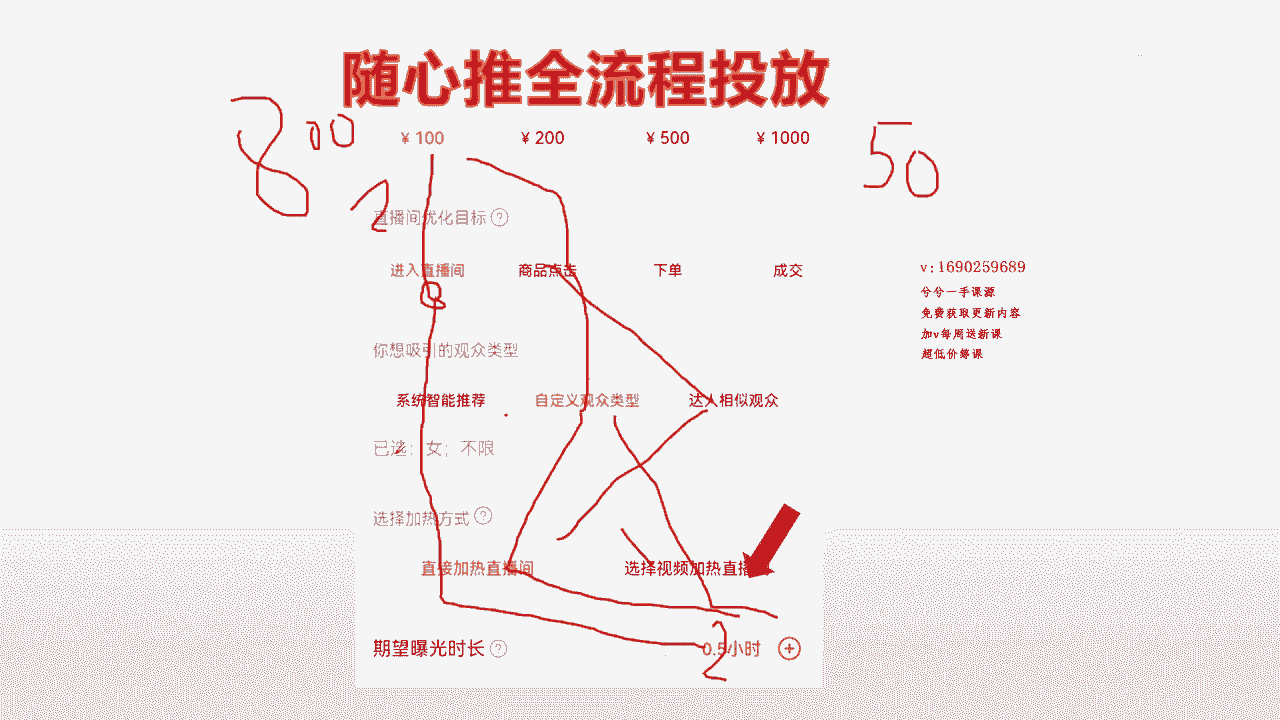 随心推全流程投放
800
¥ 100 ¥ 200 ¥ 500 ¥ 1000
50
2
直播间优化目标 ?
进入直播间 商品点击 下单 成交
v:1690259689
兮兮一手课源
免费获取更新内容
加v每周送新课
超低价筹课
你想吸引的观众类型
系统智能推荐 自定义观众类型 达人相似观众
已选: 女; 不限
选择加热方式 ?
直接加热直播间 选择视频加热直播
期望曝光时长 ? 0.5小时 +
2